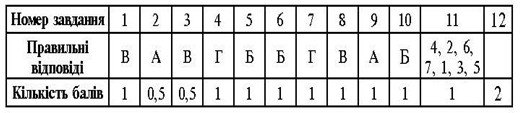 Номер завдання 1 2 3 4 5 6 7 8 9 10 11 12
Правильні відповіді В А В Г Б Б Г В А Б 4, 2, 6, 7, 1, 3, 5
Кількість балів 1 0,5 0,5 1 1 1 1 1 1 1 1 2